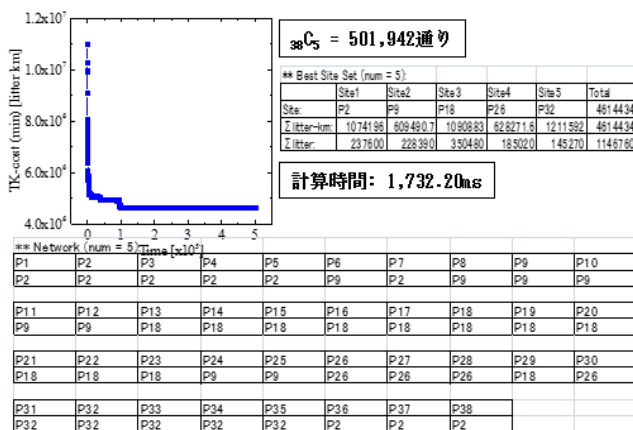 1.2x10⁷
1.0x10⁷
8.0x10⁶
6.0x10⁶
4.0x10⁶
TK-cost (min) [litter km]
0 1 2 3 4 5
Time [x10⁵]
₃₈C₅ = 501,942通り
** Best Site Set (num = 5):
Site1 Site2 Site3 Site4 Site5 Total
Site: P2 P9 P18 P26 P32 4614434
Σlitter-km: 1074196 609490.7 1090883 628271.6 1211592 4614434
Σlitter: 237600 228390 350480 185020 145270 1146760
計算時間: 1,732.20ms
** Network (num = 5):
P1 P2 P3 P4 P5 P6 P7 P8 P9 P10
P2 P2 P2 P2 P2 P9 P2 P9 P9 P9
P11 P12 P13 P14 P15 P16 P17 P18 P19 P20
P9 P9 P18 P18 P18 P18 P18 P18 P18 P18
P21 P22 P23 P24 P25 P26 P27 P28 P29 P30
P18 P18 P18 P9 P9 P26 P26 P26 P18 P26
P31 P32 P33 P34 P35 P36 P37 P38
P32 P32 P32 P32 P32 P2 P2 P2